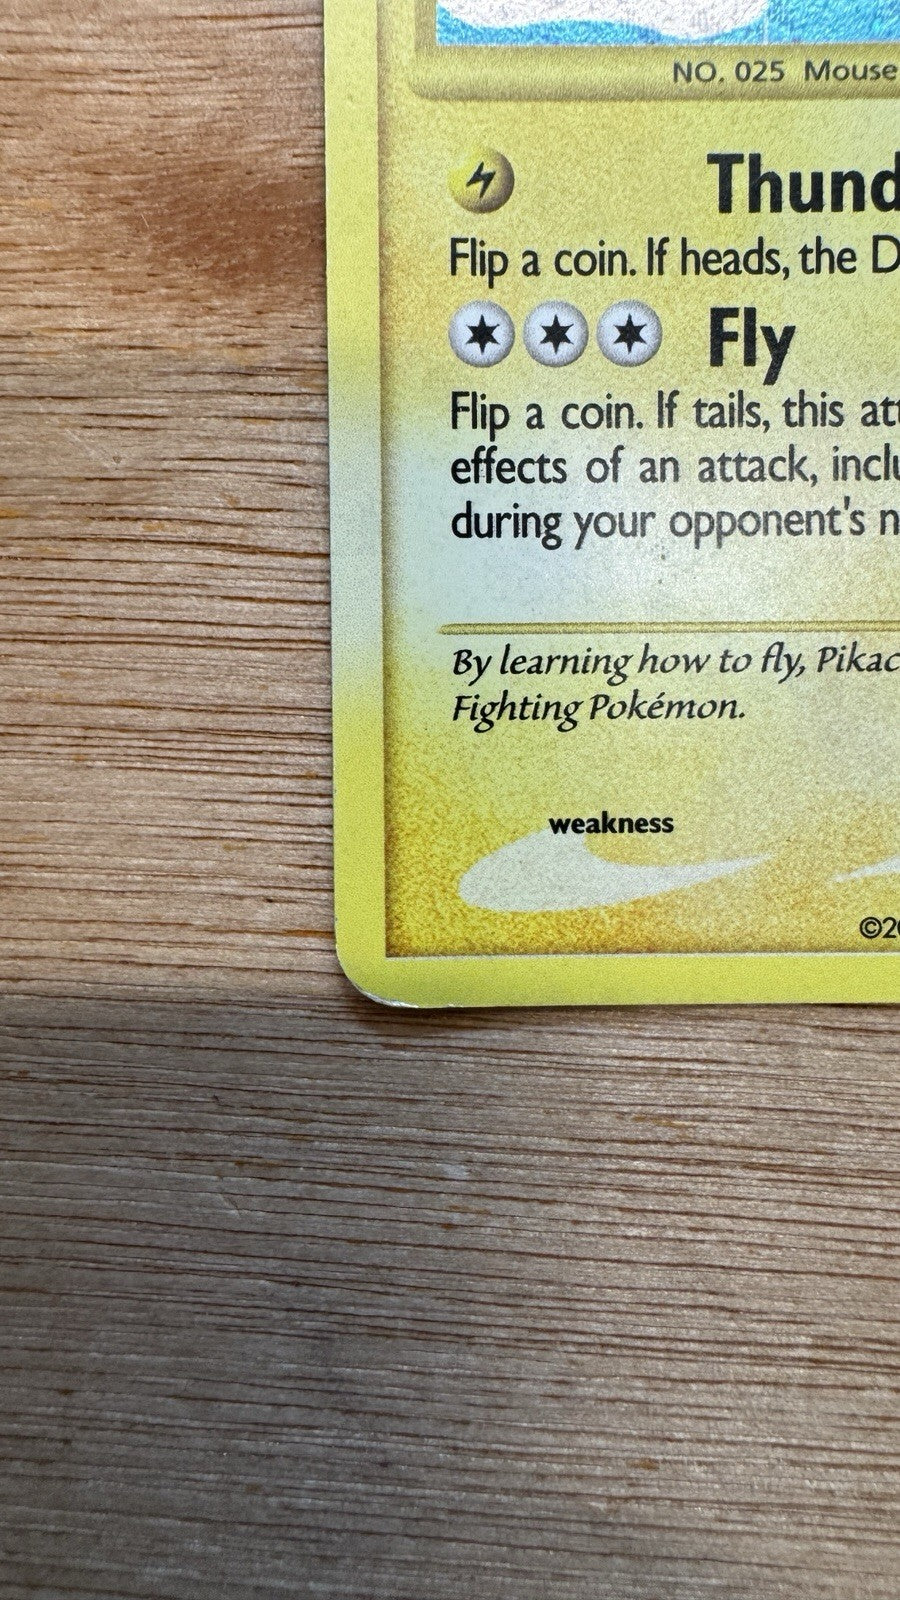 NO. 025 Mouse
Thund
Flip a coin. If heads, the D
Fly
Flip a coin. If tails, this att
effects of an attack, inclu
during your opponent's n
By learning how to fly, Pikac
Fighting Pokémon.
weakness
©20